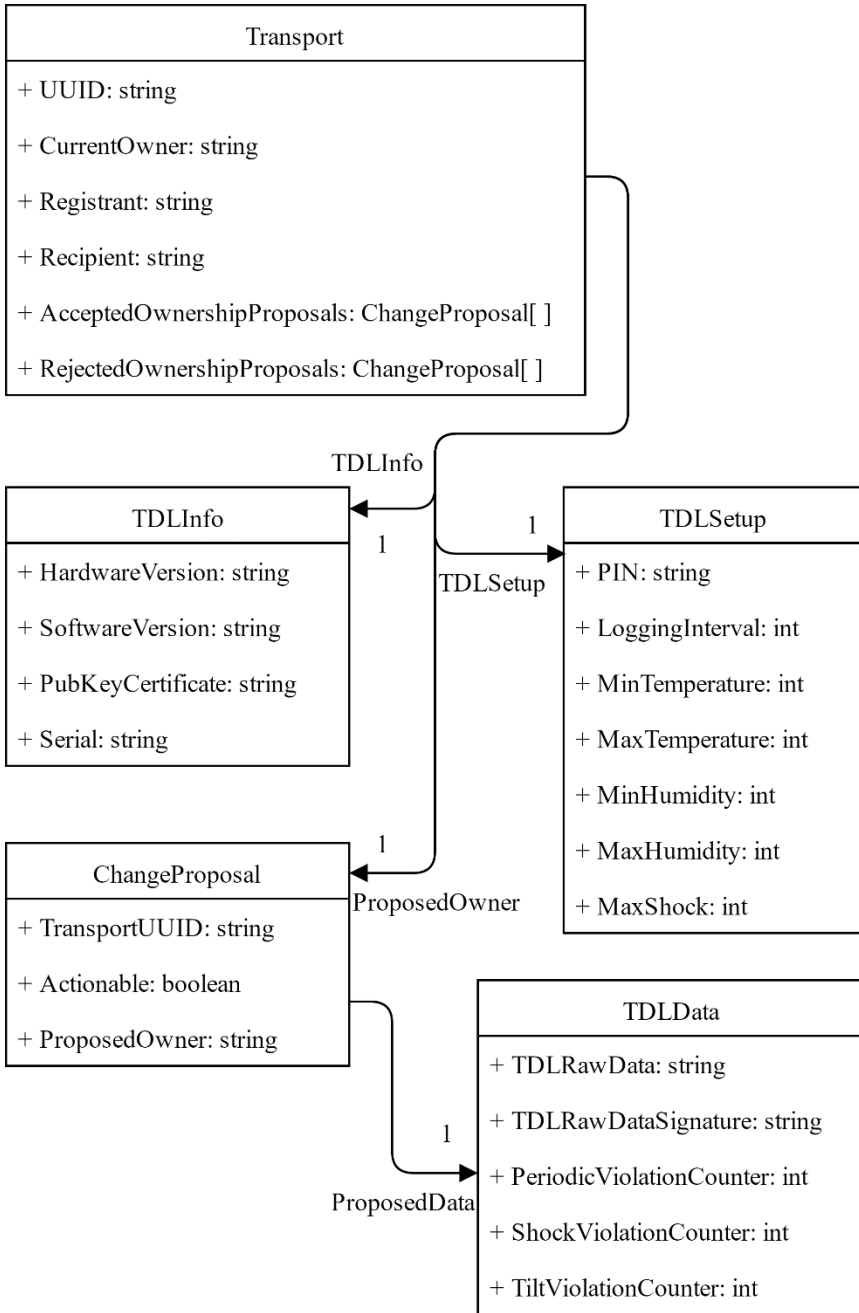 Transport
+ UUID: string
+ CurrentOwner: string
+ Registrant: string
+ Recipient: string
+ AcceptedOwnershipProposals: ChangeProposal[ ]
+ RejectedOwnershipProposals: ChangeProposal[ ]
TDLInfo
1
TDLInfo
+ HardwareVersion: string
+ SoftwareVersion: string
+ PubKeyCertificate: string
+ Serial: string
1
TDLSetup
TDLSetup
+ PIN: string
+ LoggingInterval: int
+ MinTemperature: int
+ MaxTemperature: int
+ MinHumidity: int
+ MaxHumidity: int
+ MaxShock: int
1
ProposedOwner
ChangeProposal
+ TransportUUID: string
+ Actionable: boolean
+ ProposedOwner: string
1
ProposedData
TDLData
+ TDLRawData: string
+ TDLRawDataSignature: string
+ PeriodicViolationCounter: int
+ ShockViolationCounter: int
+ TiltViolationCounter: int